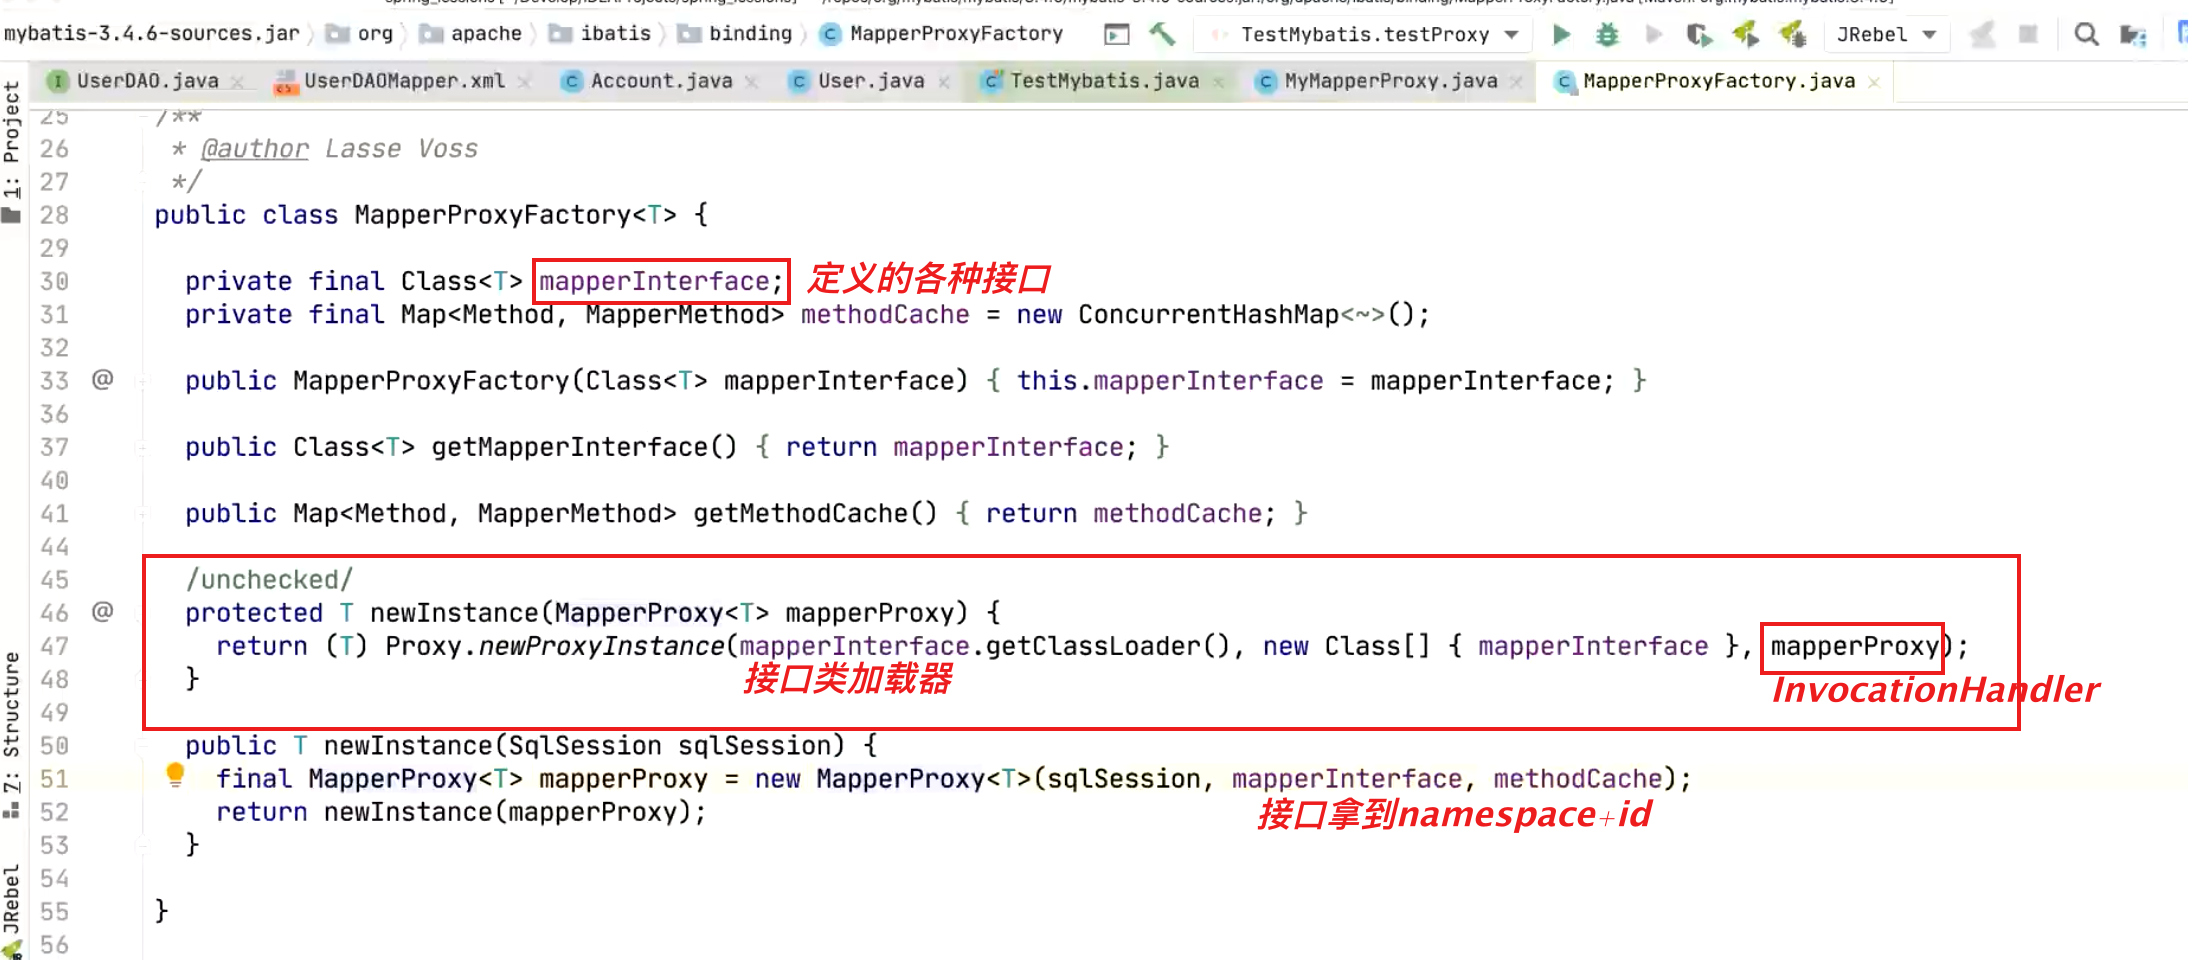 mybatis-3.4.6-sources.jar org apache ibatis binding MapperProxyFactory TestMybatis.testProxy JRebel
UserDAO.java UserDAOMapper.xml Account.java User.java TestMybatis.java MyMapperProxy.java MapperProxyFactory.java
1: Project
7: Structure
JRebel
25 /**
26 * @author Lasse Voss
27 */
28 public class MapperProxyFactory<T> {
29
30 private final Class<T> mapperInterface; 定义的各种接口
31 private final Map<Method, MapperMethod> methodCache = new ConcurrentHashMap<~>();
32
33 @ public MapperProxyFactory(Class<T> mapperInterface) { this.mapperInterface = mapperInterface; }
36
37 public Class<T> getMapperInterface() { return mapperInterface; }
40
41 public Map<Method, MapperMethod> getMethodCache() { return methodCache; }
44
45 /unchecked/
46 @ protected T newInstance(MapperProxy<T> mapperProxy) {
47 return (T) Proxy.newProxyInstance(mapperInterface.getClassLoader(), new Class[] { mapperInterface }, mapperProxy);
48 } 接口类加载器 InvocationHandler
49
50 public T newInstance(SqlSession sqlSession) {
51 final MapperProxy<T> mapperProxy = new MapperProxy<T>(sqlSession, mapperInterface, methodCache);
52 return newInstance(mapperProxy); 接口拿到namespace+id
53 }
54
55 }
56